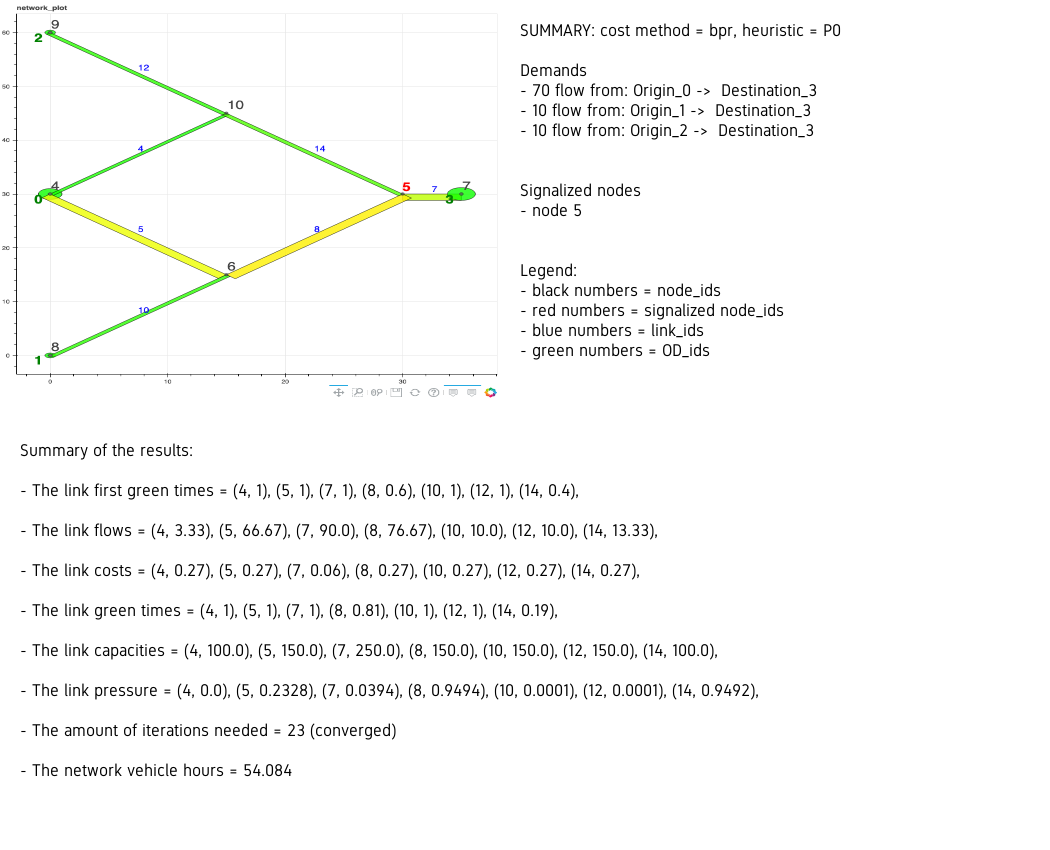 network_plot
9
2
60
12
50
10
40
4
14
4
5
7
7
30
0
3
5
8
20
6
10
10
8
1
0
0
10
20
30
SUMMARY: cost method = bpr, heuristic = P0
Demands
- 70 flow from: Origin_0 -> Destination_3
- 10 flow from: Origin_1 -> Destination_3
- 10 flow from: Origin_2 -> Destination_3
Signalized nodes
- node 5
Legend:
- black numbers = node_ids
- red numbers = signalized node_ids
- blue numbers = link_ids
- green numbers = OD_ids
Summary of the results:
- The link first green times = (4, 1), (5, 1), (7, 1), (8, 0.6), (10, 1), (12, 1), (14, 0.4),
- The link flows = (4, 3.33), (5, 66.67), (7, 90.0), (8, 76.67), (10, 10.0), (12, 10.0), (14, 13.33),
- The link costs = (4, 0.27), (5, 0.27), (7, 0.06), (8, 0.27), (10, 0.27), (12, 0.27), (14, 0.27),
- The link green times = (4, 1), (5, 1), (7, 1), (8, 0.81), (10, 1), (12, 1), (14, 0.19),
- The link capacities = (4, 100.0), (5, 150.0), (7, 250.0), (8, 150.0), (10, 150.0), (12, 150.0), (14, 100.0),
- The link pressure = (4, 0.0), (5, 0.2328), (7, 0.0394), (8, 0.9494), (10, 0.0001), (12, 0.0001), (14, 0.9492),
- The amount of iterations needed = 23 (converged)
- The network vehicle hours = 54.084